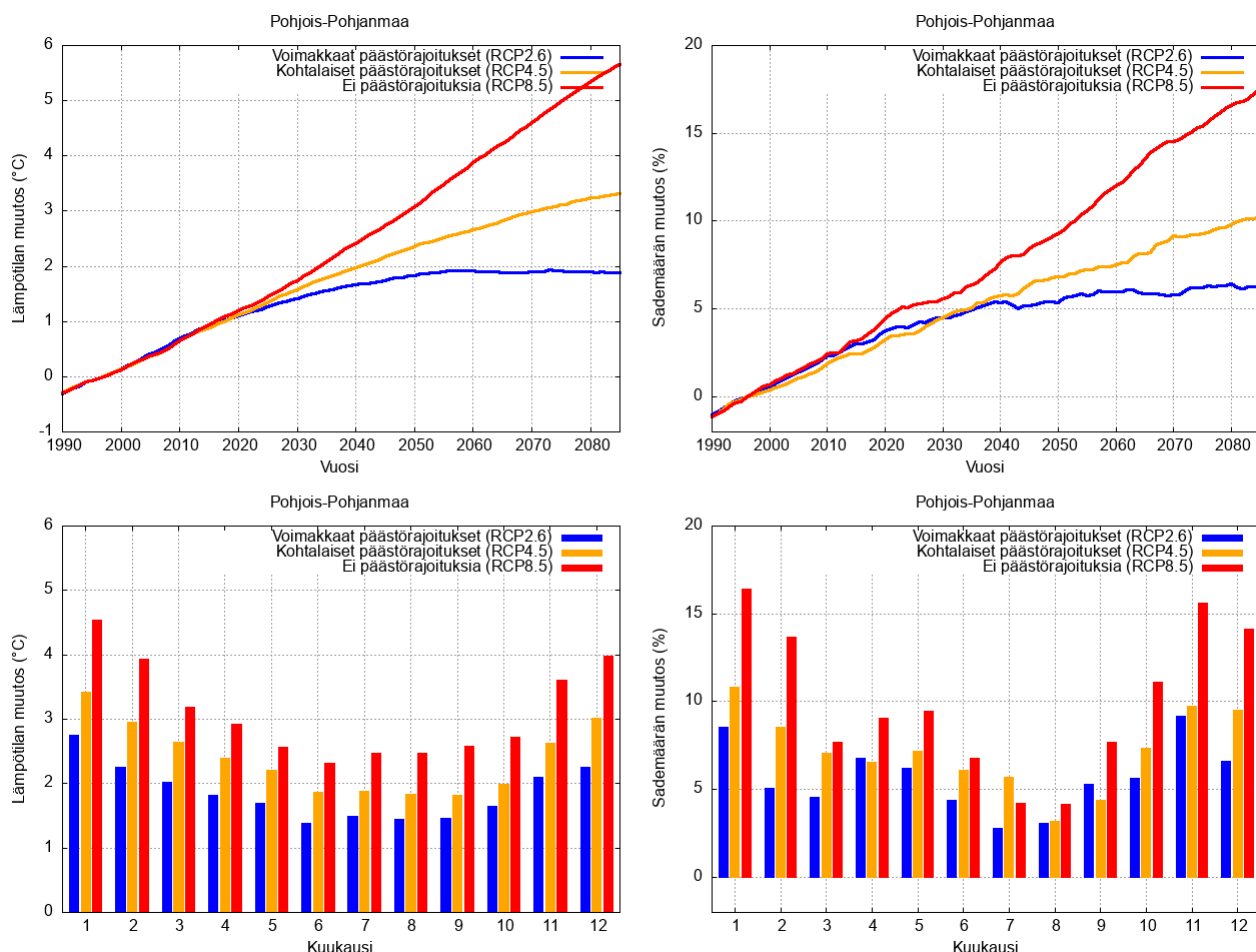 Pohjois-Pohjanmaa
6
5
4
3
2
1
0
-1
Lämpötilan muutos (°C)
Voimakkaat päästörajoitukset (RCP2.6)
Kohtalaiset päästörajoitukset (RCP4.5)
Ei päästörajoituksia (RCP8.5)
1990 2000 2010 2020 2030 2040 2050 2060 2070 2080
Vuosi
Pohjois-Pohjanmaa
20
15
10
5
0
Sademäärän muutos (%)
Voimakkaat päästörajoitukset (RCP2.6)
Kohtalaiset päästörajoitukset (RCP4.5)
Ei päästörajoituksia (RCP8.5)
1990 2000 2010 2020 2030 2040 2050 2060 2070 2080
Vuosi
Pohjois-Pohjanmaa
6
5
4
3
2
1
0
Lämpötilan muutos (°C)
Voimakkaat päästörajoitukset (RCP2.6)
Kohtalaiset päästörajoitukset (RCP4.5)
Ei päästörajoituksia (RCP8.5)
1 2 3 4 5 6 7 8 9 10 11 12
Kuukausi
Pohjois-Pohjanmaa
20
15
10
5
0
Sademäärän muutos (%)
Voimakkaat päästörajoitukset (RCP2.6)
Kohtalaiset päästörajoitukset (RCP4.5)
Ei päästörajoituksia (RCP8.5)
1 2 3 4 5 6 7 8 9 10 11 12
Kuukausi